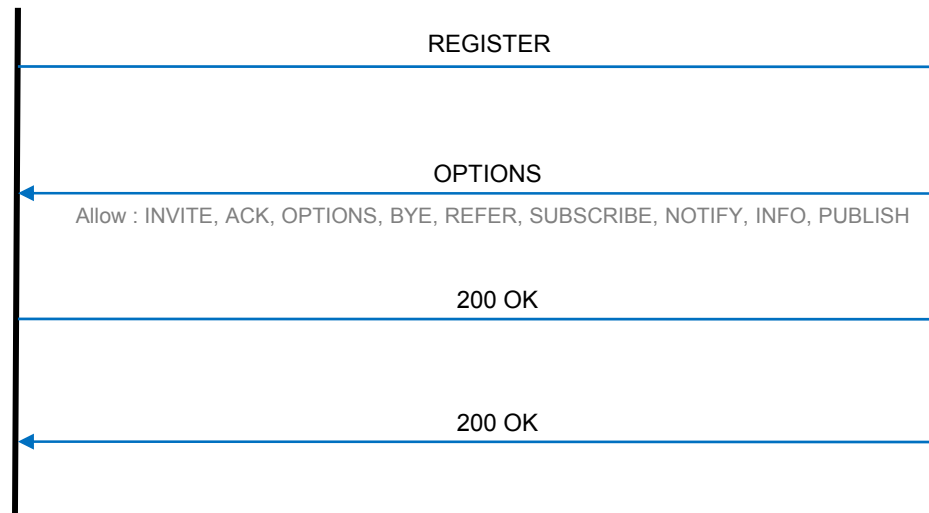 REGISTER
OPTIONS
Allow : INVITE, ACK, OPTIONS, BYE, REFER, SUBSCRIBE, NOTIFY, INFO, PUBLISH
200 OK
200 OK